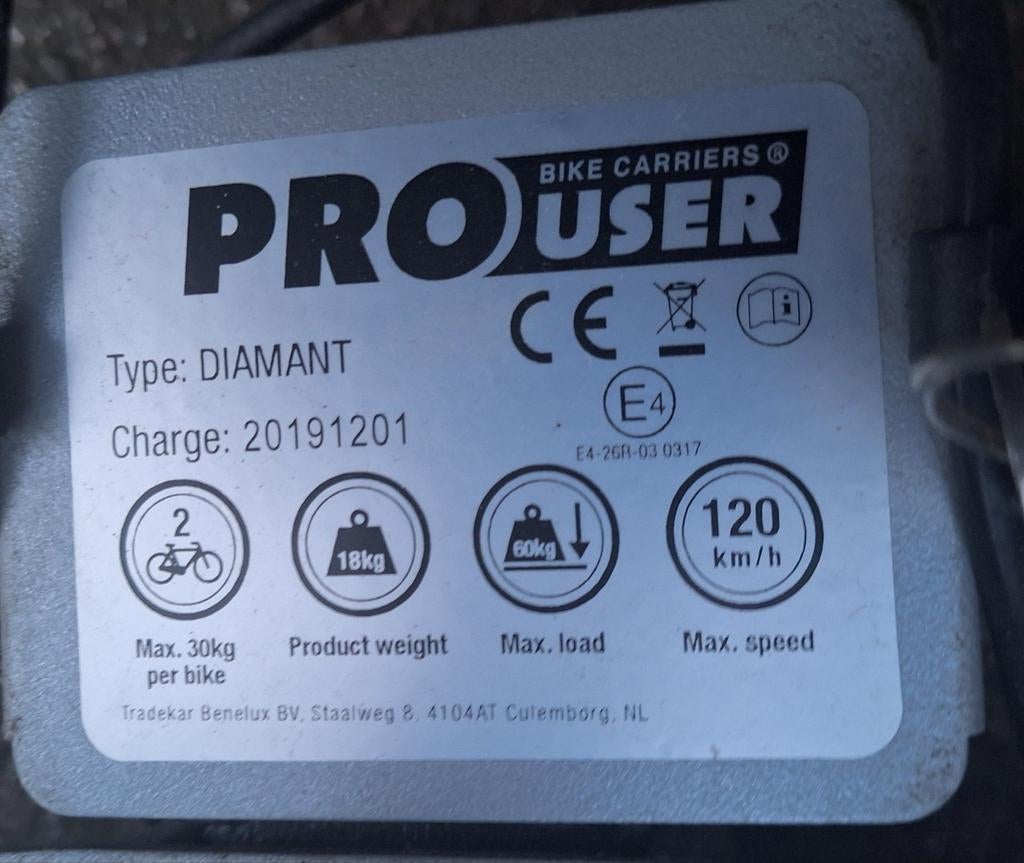 BIKE CARRIERS®
PRO USER
CE
i
Type: DIAMANT
E4
Charge: 20191201
E4-26R-03 0317
2
18kg
60kg
120
km/h
Max. 30kg
per bike
Product weight
Max. load
Max. speed
Tradekar Benelux BV, Staalweg 8, 4104AT Culemborg, NL